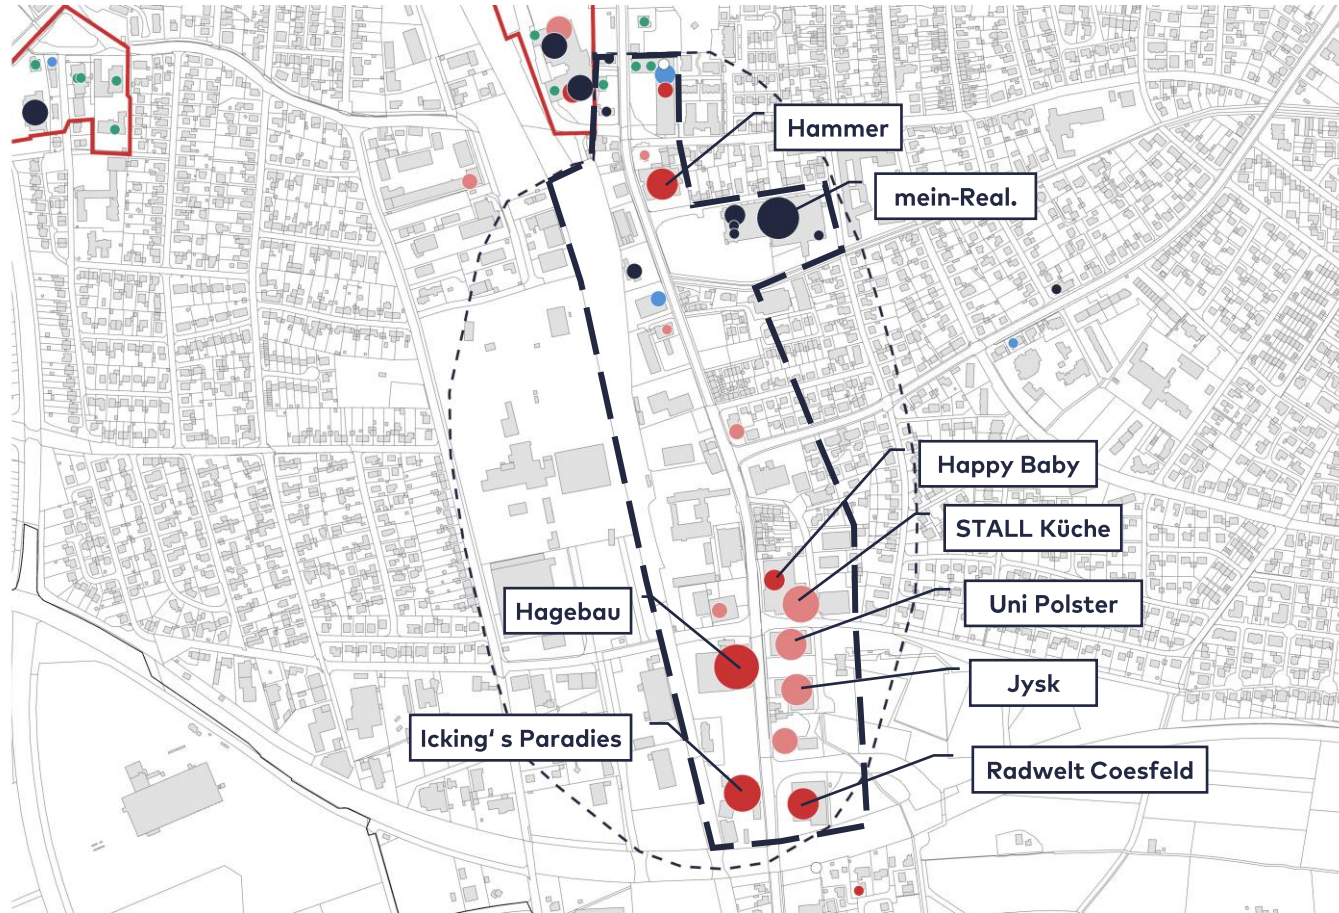 Hammer
mein-Real.
Happy Baby
STALL Küche
Hagebau
Uni Polster
Jysk
Icking‘ s Paradies
Radwelt Coesfeld